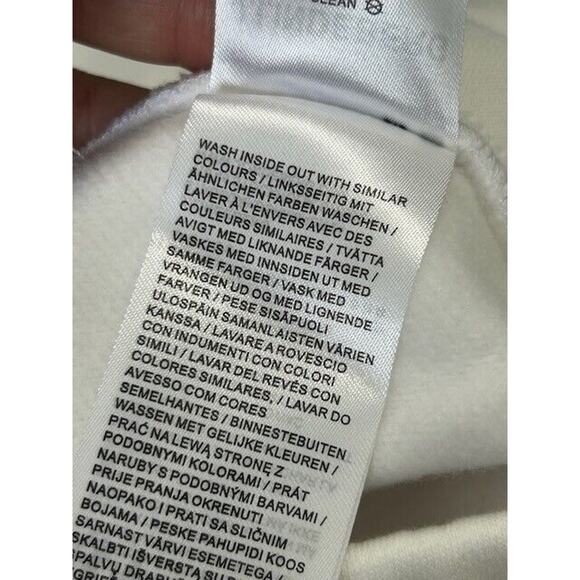 CLEAN
WASH INSIDE OUT WITH SIMILAR
COLOURS / LINKSSEITIG MIT
ÄHNLICHEN FARBEN WASCHEN /
LAVER À L'ENVERS AVEC DES
COULEURS SIMILAIRES / TVÄTTA
AVIGT MED LIKNANDE FÄRGER /
VASKES MED INNSIDEN UT MED
SAMME FARGER / VASK MED
VRANGEN UD OG MED LIGNENDE
FARVER / PESE SISÄPUOLI
ULOSPÄIN SAMANLAISTEN VÄRIEN
KANSSA / LAVARE A ROVESCIO
CON INDUMENTI CON COLORI
SIMILI / LAVAR DEL REVÉS CON
COLORES SIMILARES, / LAVAR DO
AVESSO COM CORES
SEMELHANTES / BINNESTEBUITEN
WASSEN MET GELIJKE KLEUREN /
PRAĆ NA LEWĄ STRONĘ Z
PODOBNYMI KOLORAMI / PRÁT
NARUBY S PODOBNÝMI BARVAMI /
PRIJE PRANJA OKRENUTI
NAOPAKO I PRATI SA SLIČNIM
BOJAMA / PESKE PAHUPIDI KOOS
SARNAST VÄRVI ESEMETEGA /
SKALBTI IŠVERSTĄ SU